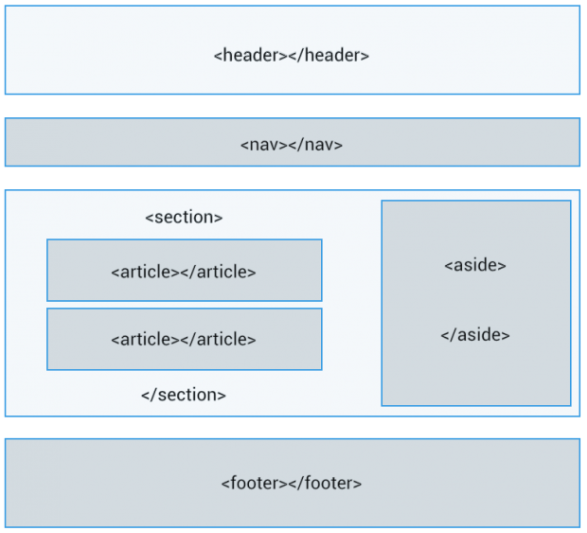 <header></header>
<nav></nav>
<section>
<article></article>
<article></article>
</section>
<aside>
</aside>
<footer></footer>